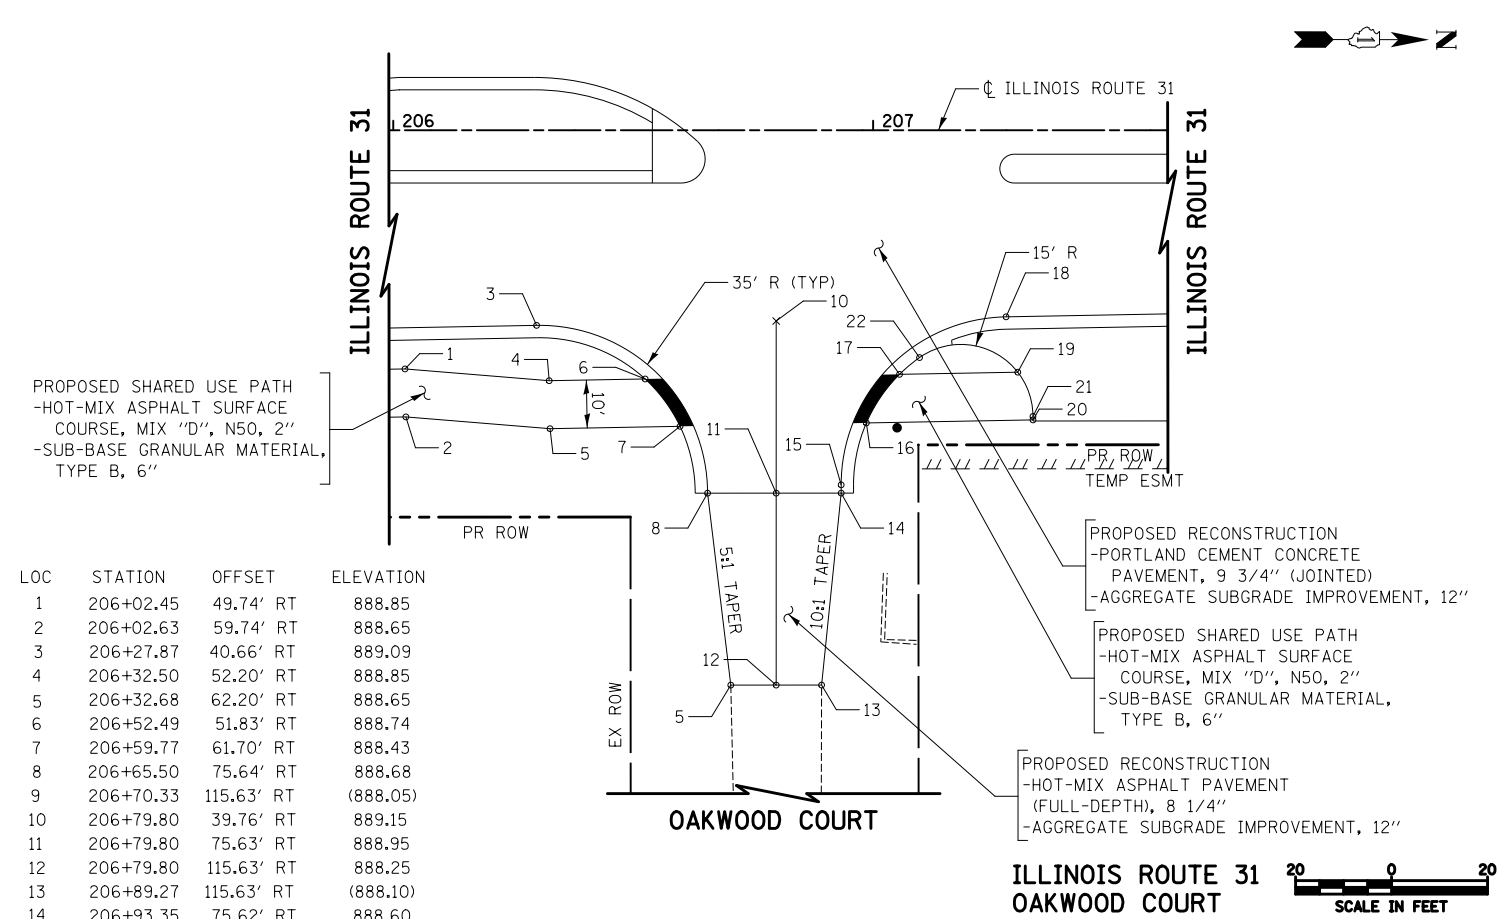 N
℄ ILLINOIS ROUTE 31
ILLINOIS ROUTE 31
206
207
ILLINOIS ROUTE 31
15' R
18
35' R (TYP)
3
10
22
17
1
4
6
19
10'
21
20
2
5
7
11
15
16
PROPOSED SHARED USE PATH
-HOT-MIX ASPHALT SURFACE
COURSE, MIX "D", N50, 2"
-SUB-BASE GRANULAR MATERIAL,
TYPE B, 6"
PR ROW
TEMP ESMT
PR ROW
8
14
5:1 TAPER
10:1 TAPER
PROPOSED RECONSTRUCTION
-PORTLAND CEMENT CONCRETE
PAVEMENT, 9 3/4" (JOINTED)
-AGGREGATE SUBGRADE IMPROVEMENT, 12"
PROPOSED SHARED USE PATH
-HOT-MIX ASPHALT SURFACE
COURSE, MIX "D", N50, 2"
-SUB-BASE GRANULAR MATERIAL,
TYPE B, 6"
12
5
13
EX ROW
PROPOSED RECONSTRUCTION
-HOT-MIX ASPHALT PAVEMENT
(FULL-DEPTH), 8 1/4"
-AGGREGATE SUBGRADE IMPROVEMENT, 12"
OAKWOOD COURT
LOC STATION OFFSET ELEVATION
1 206+02.45 49.74' RT 888.85
2 206+02.63 59.74' RT 888.65
3 206+27.87 40.66' RT 889.09
4 206+32.50 52.20' RT 888.85
5 206+32.68 62.20' RT 888.65
6 206+52.49 51.83' RT 888.74
7 206+59.77 61.70' RT 888.43
8 206+65.50 75.64' RT 888.68
9 206+70.33 115.63' RT (888.05)
10 206+79.80 39.76' RT 889.15
11 206+79.80 75.63' RT 888.95
12 206+79.80 115.63' RT 888.25
13 206+89.27 115.63' RT (888.10)
14 206+93.35 75.62' RT 888.60
ILLINOIS ROUTE 31
OAKWOOD COURT
20 0 20
SCALE IN FEET